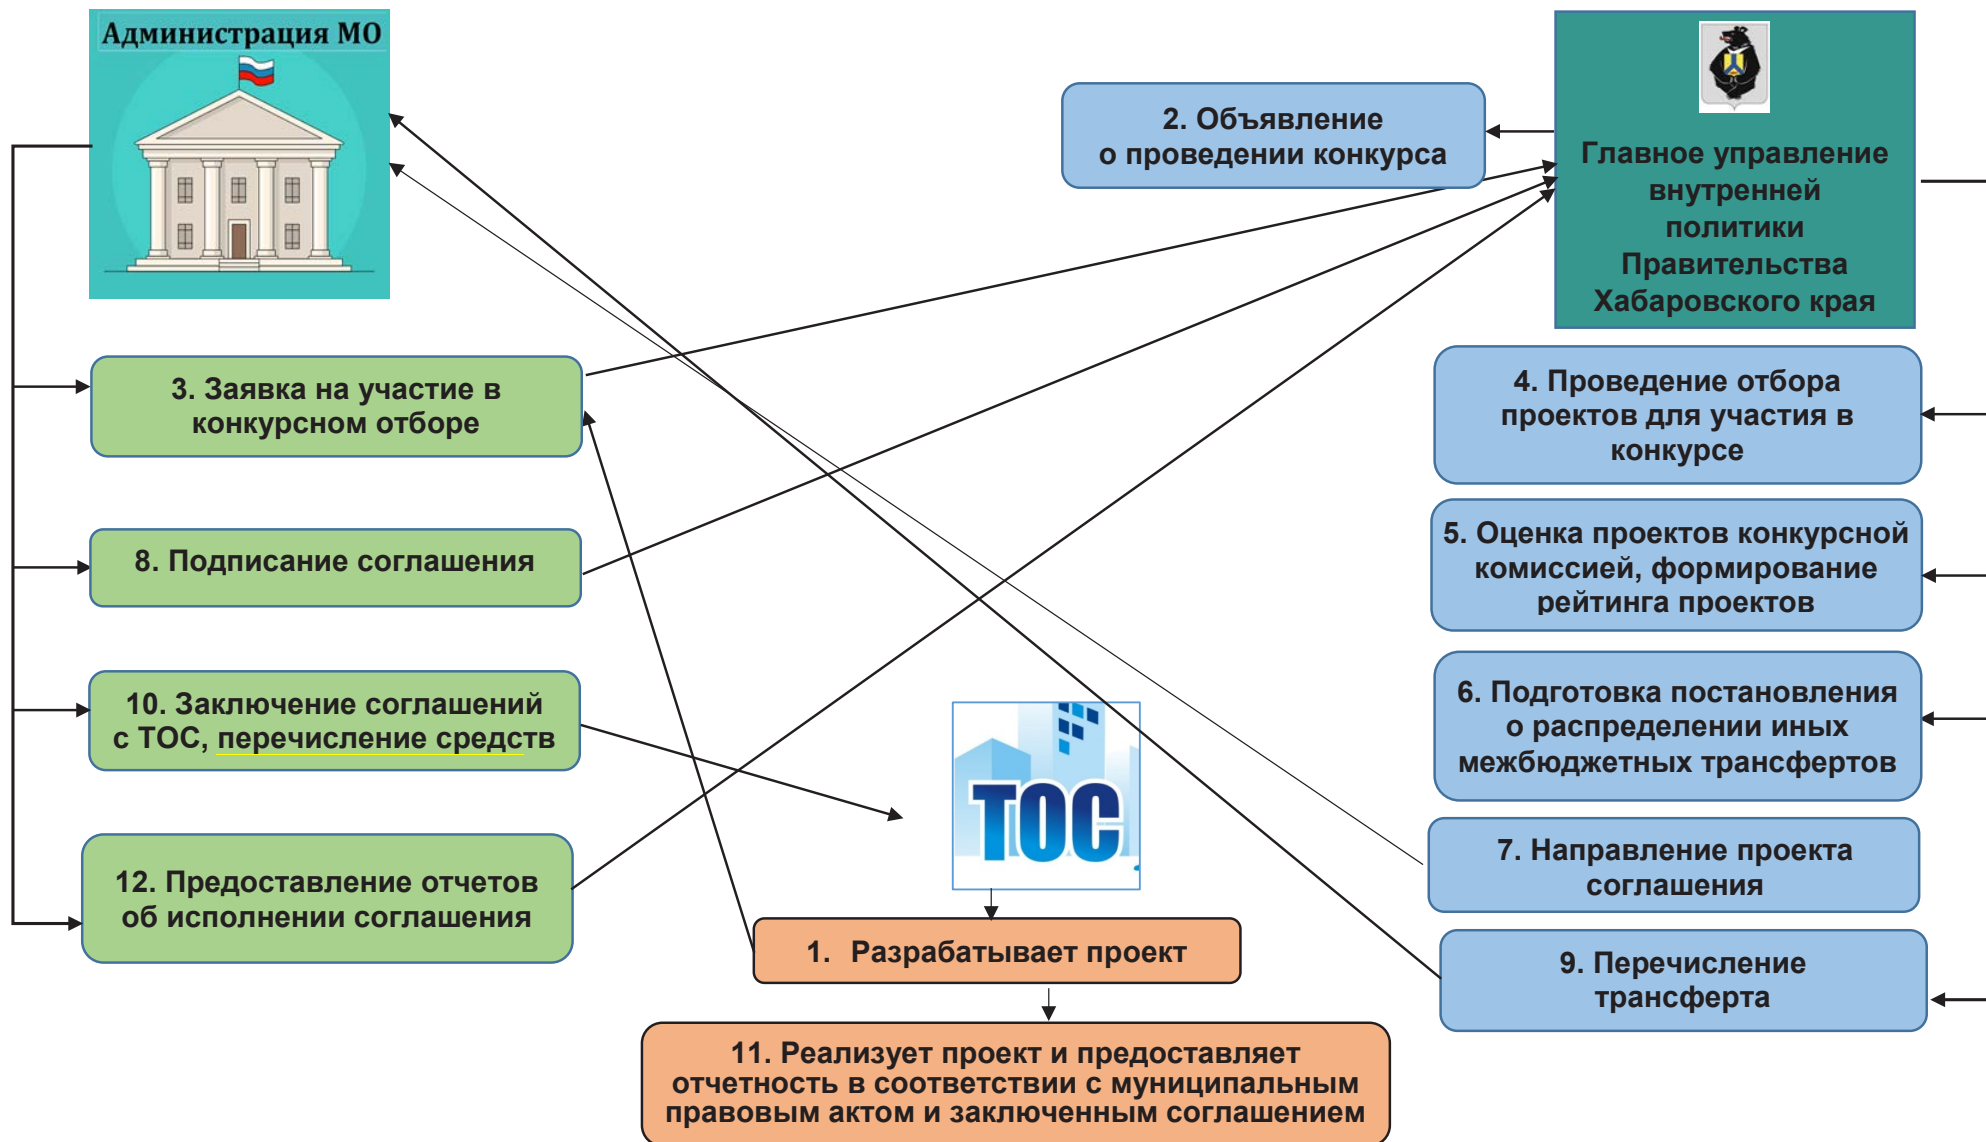 Администрация МО
2. Объявление
о проведении конкурса
Главное управление
внутренней
политики
Правительства
Хабаровского края
3. Заявка на участие в
конкурсном отборе
4. Проведение отбора
проектов для участия в
конкурсе
8. Подписание соглашения
5. Оценка проектов конкурсной
комиссией, формирование
рейтинга проектов
10. Заключение соглашений
с ТОС, перечисление средств
6. Подготовка постановления
о распределении иных
межбюджетных трансфертов
ТОС
12. Предоставление отчетов
об исполнении соглашения
7. Направление проекта
соглашения
1. Разрабатывает проект
9. Перечисление
трансферта
11. Реализует проект и предоставляет
отчетность в соответствии с муниципальным
правовым актом и заключенным соглашением